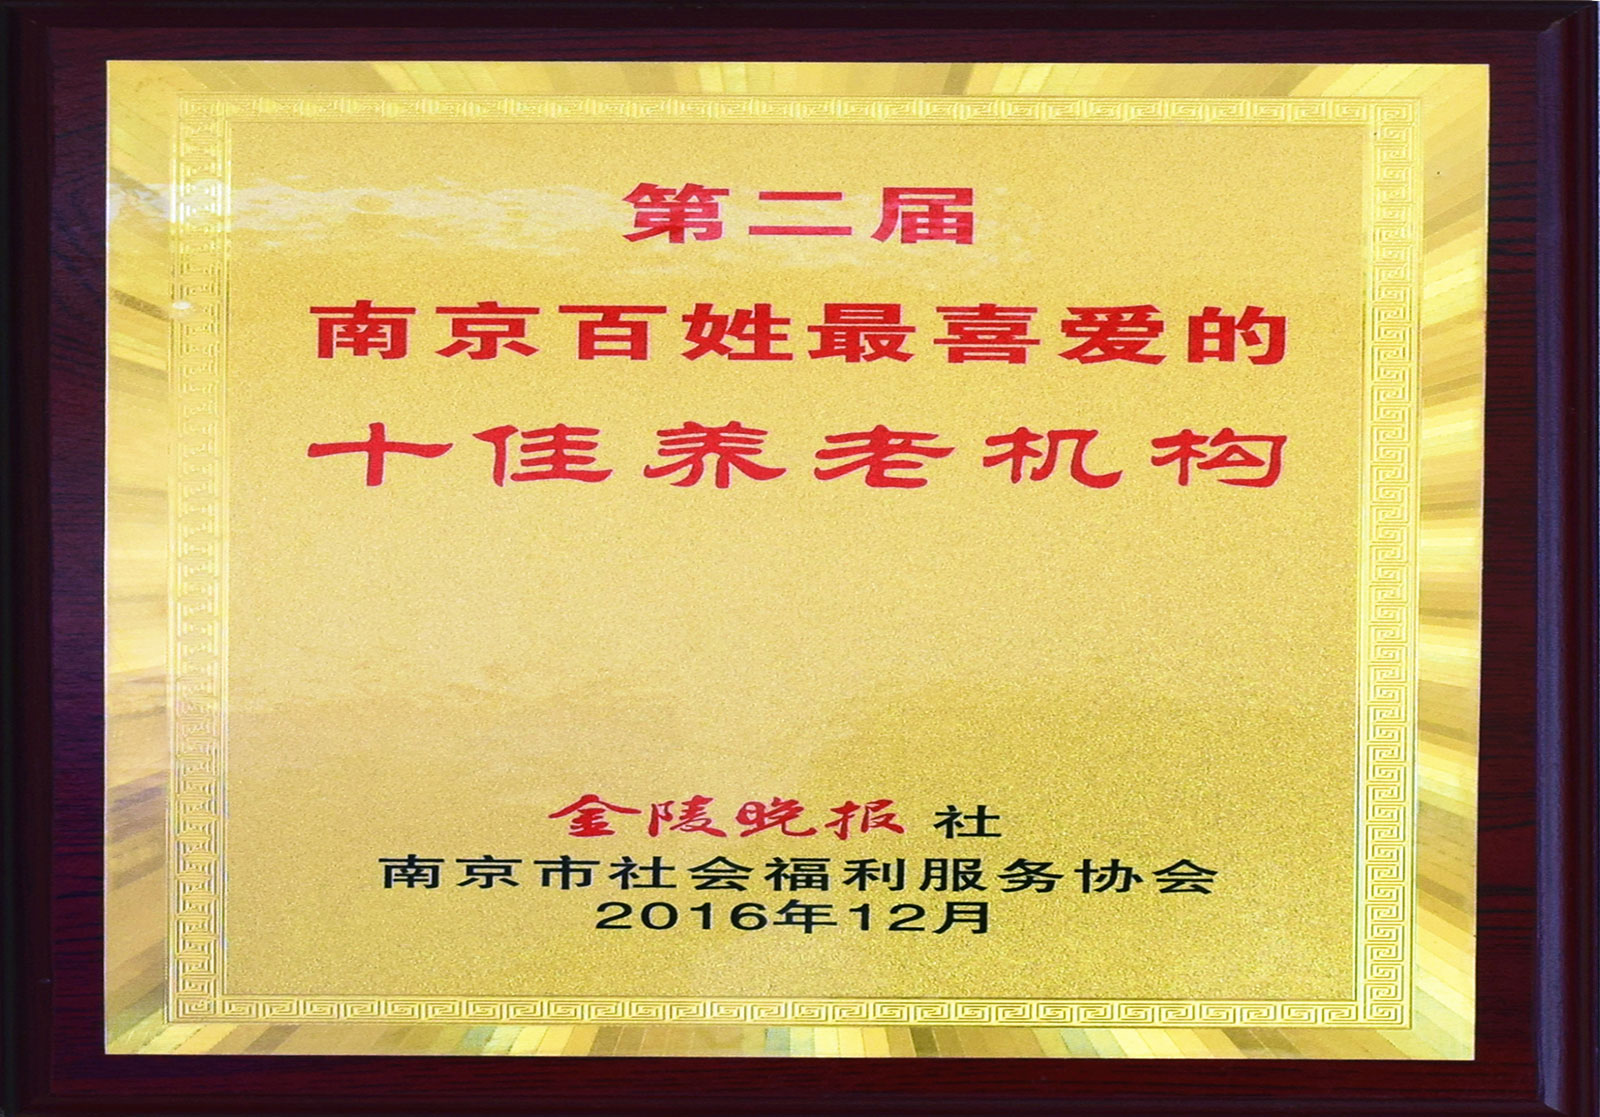 第二届
南京百姓最喜爱的
十佳养老机构
金陵晚报 社
南京市社会福利服务协会
2016年12月